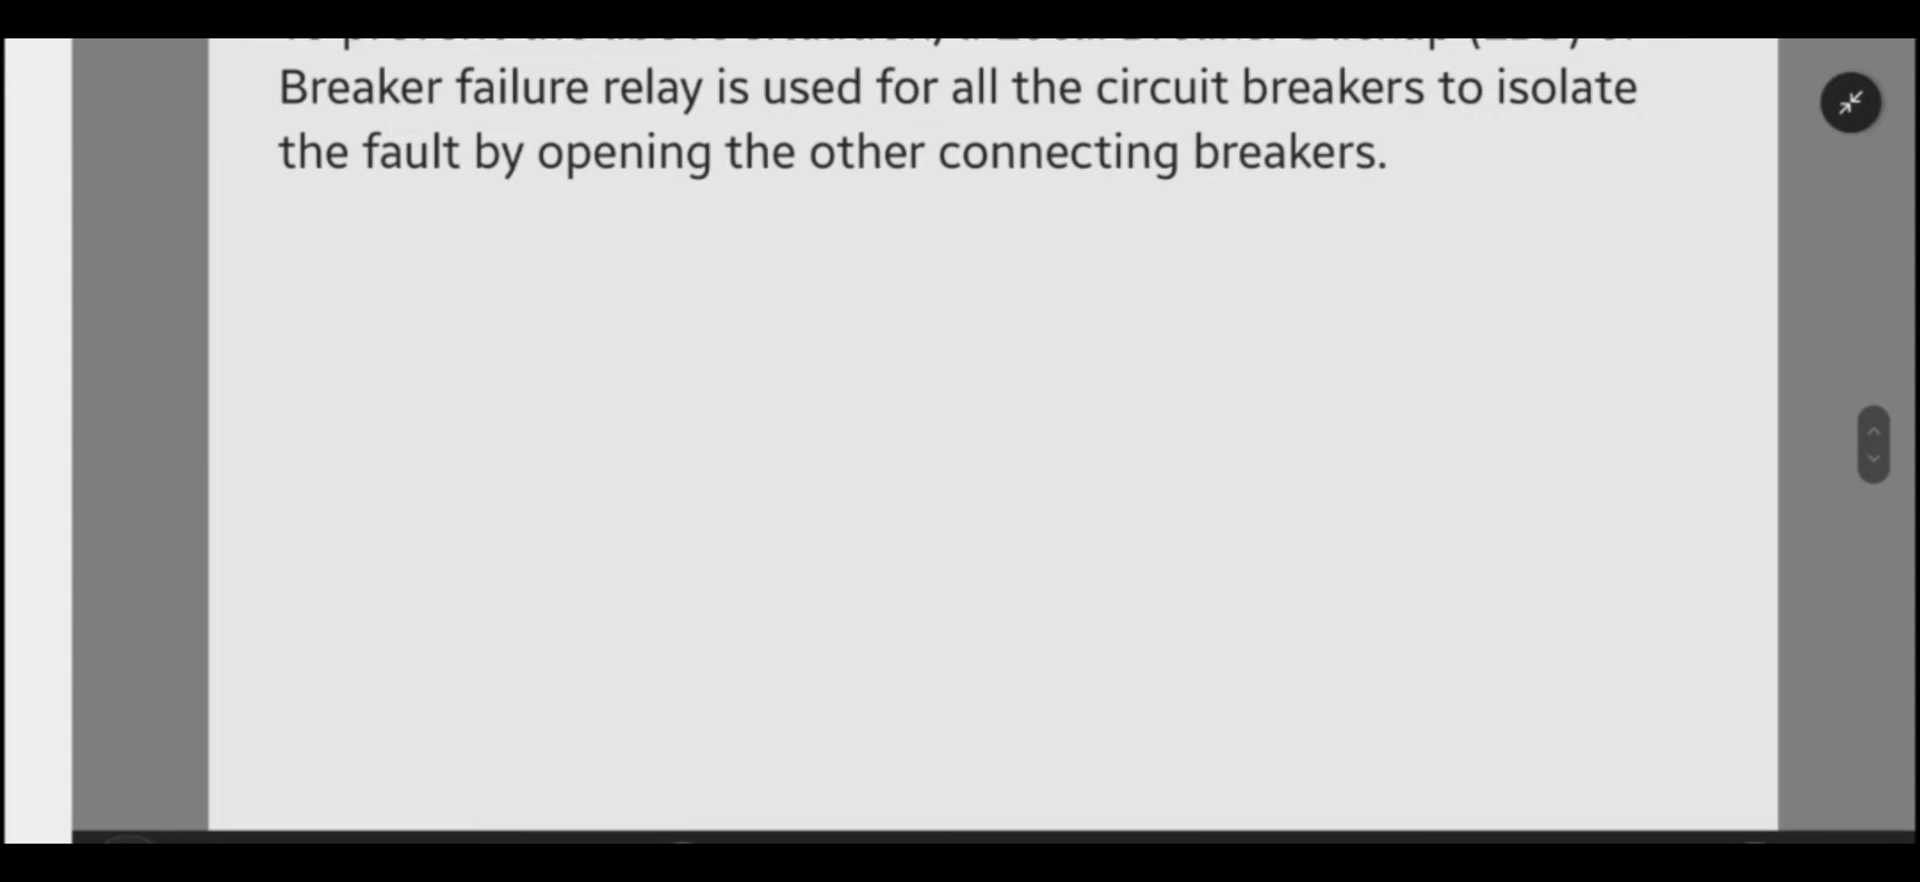 Breaker failure relay is used for all the circuit breakers to isolate
the fault by opening the other connecting breakers.